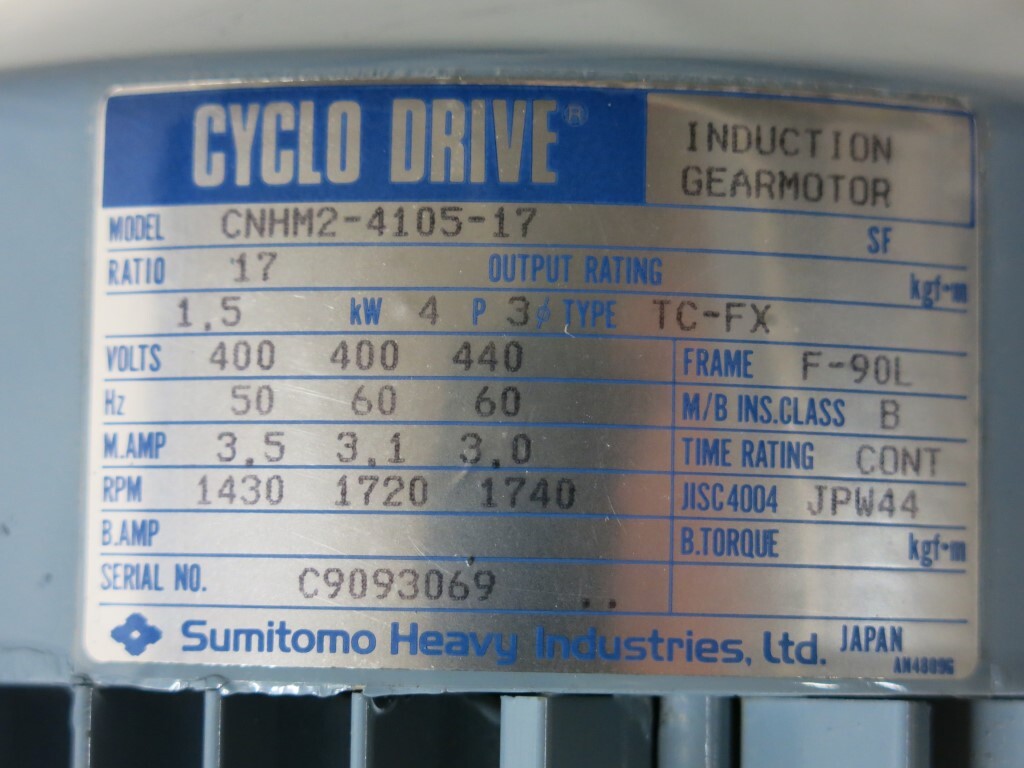 CYCLO DRIVE®
INDUCTION
GEARMOTOR
MODEL CNHM2-4105-17 SF
RATIO 17 OUTPUT RATING kgf·m
1.5 kW 4 P 3φ TYPE TC-FX
VOLTS 400 400 440 FRAME F-90L
Hz 50 60 60 M/B INS.CLASS B
M.AMP 3.5 3.1 3.0 TIME RATING CONT
RPM 1430 1720 1740 JISC4004 JPW44
B.AMP B.TORQUE kgf·m
SERIAL NO. C9093069 ..
Sumitomo Heavy Industries, Ltd. JAPAN